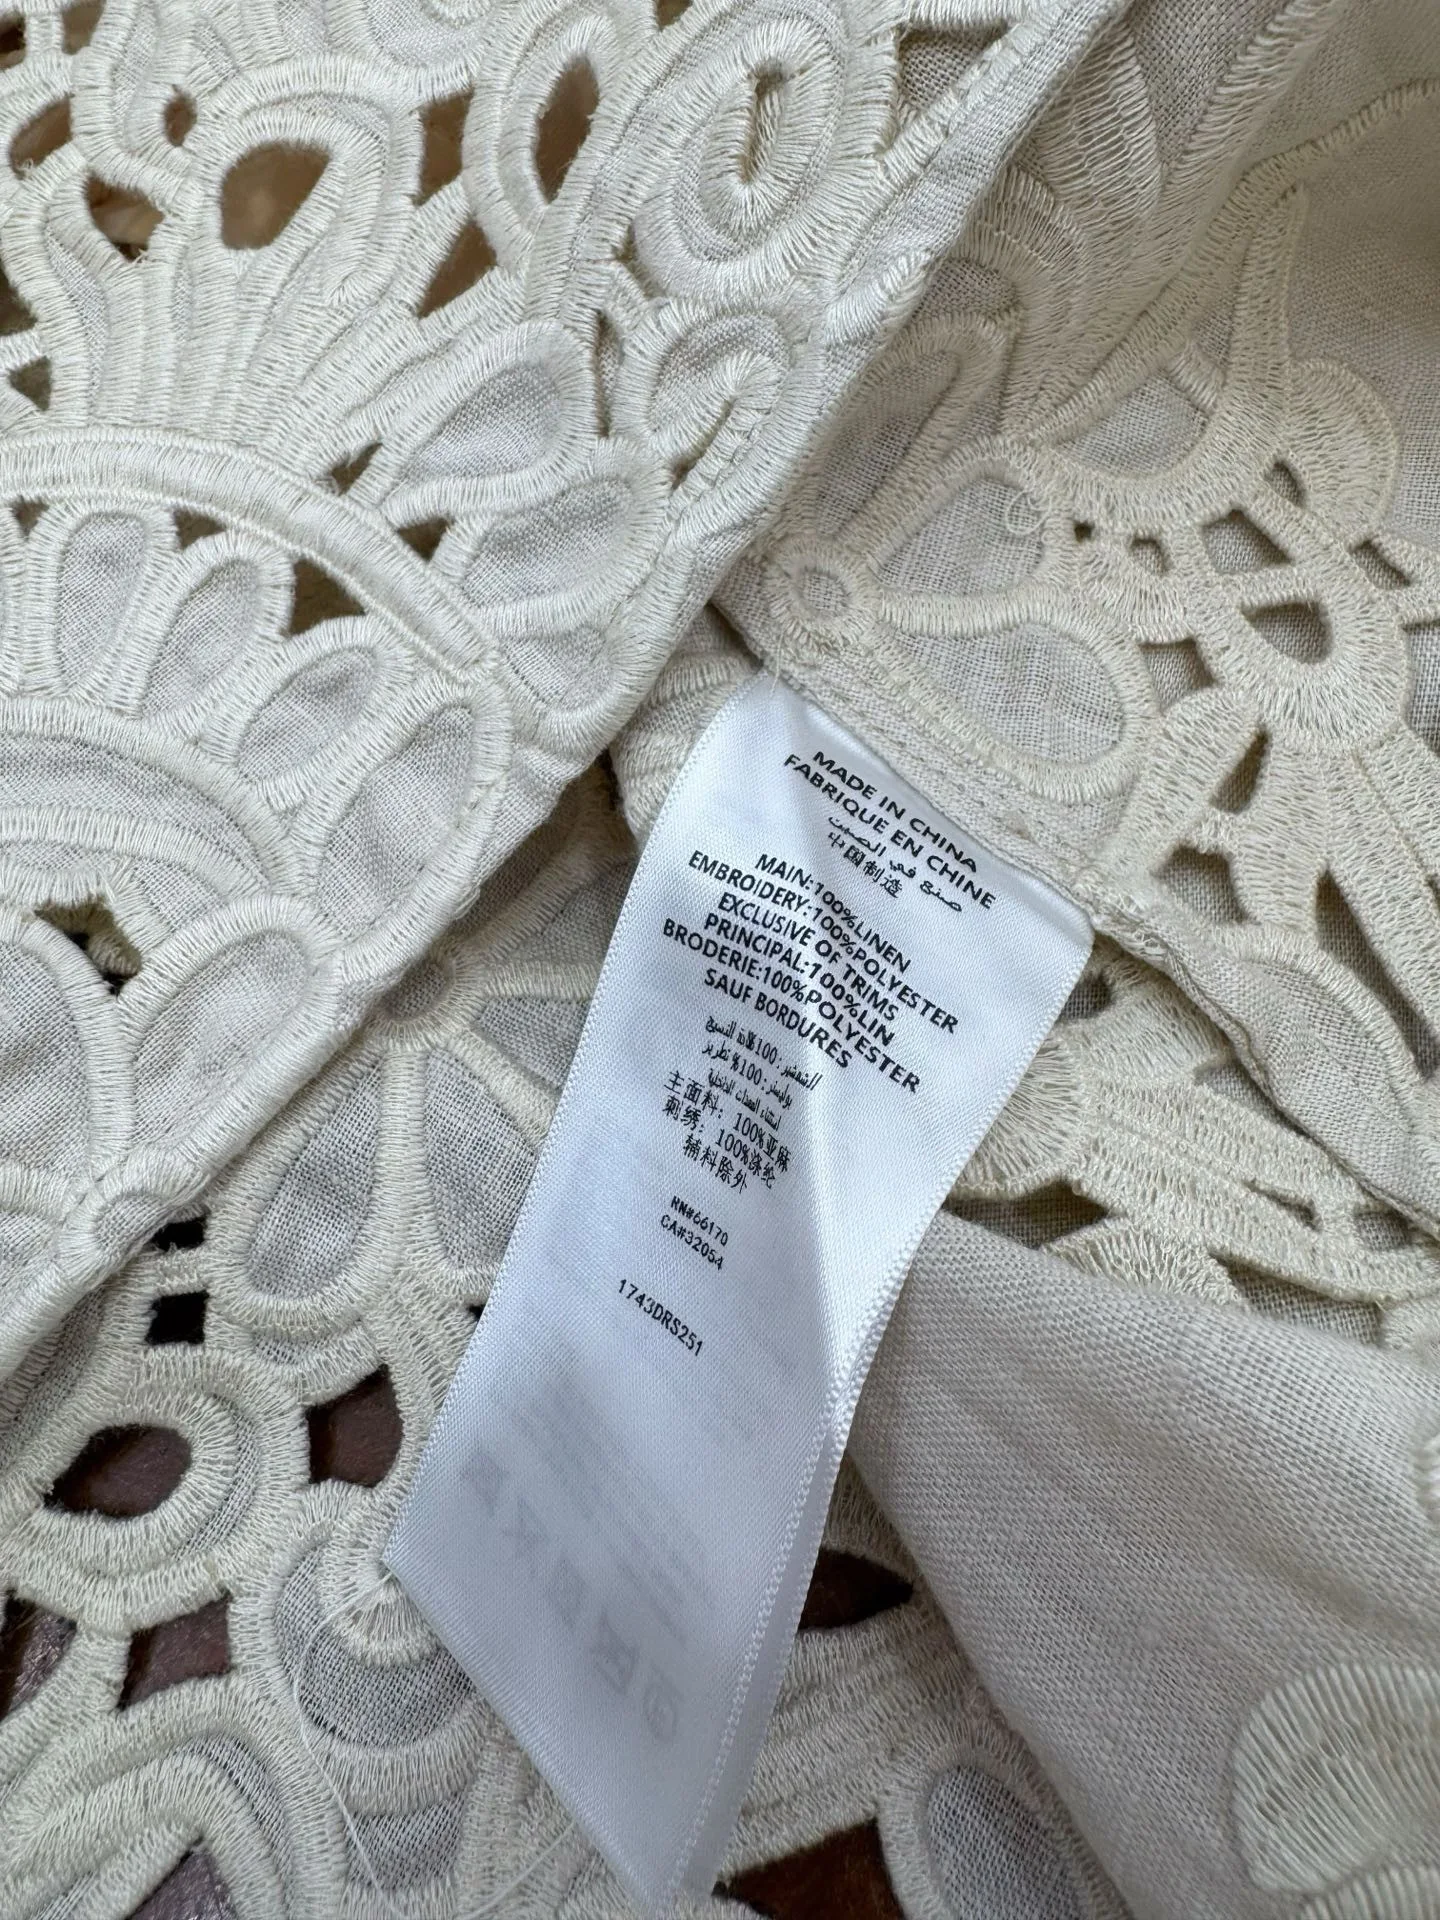 MADE IN CHINA
FABRIQUE EN CHINE
صنع في الصين
中国制造
MAIN:100%LINEN
EMBROIDERY:100%POLYESTER
EXCLUSIVE OF TRIMS
PRINCIPAL:100%LIN
BRODERIE:100%POLYESTER
SAUF BORDURES
主面料: 100%亚麻
刺绣: 100%涤纶
辅料除外
RN#66170
CA#32054
1743DRS251